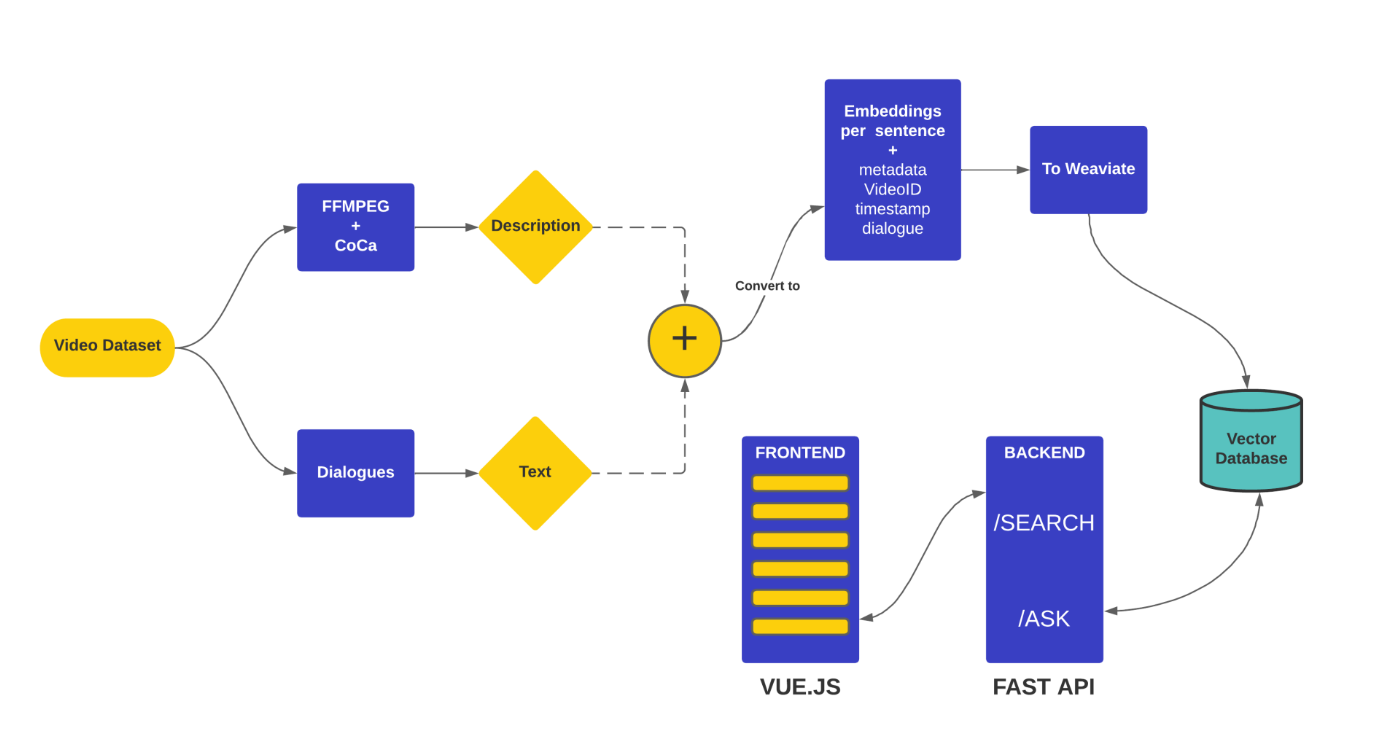 Video Dataset
FFMPEG
+
CoCa
Description
Dialogues
Text
+
Convert to
Embeddings
per sentence
+
metadata
VideoID
timestamp
dialogue
To Weaviate
Vector
Database
FRONTEND
VUE.JS
BACKEND
/SEARCH
/ASK
FAST API